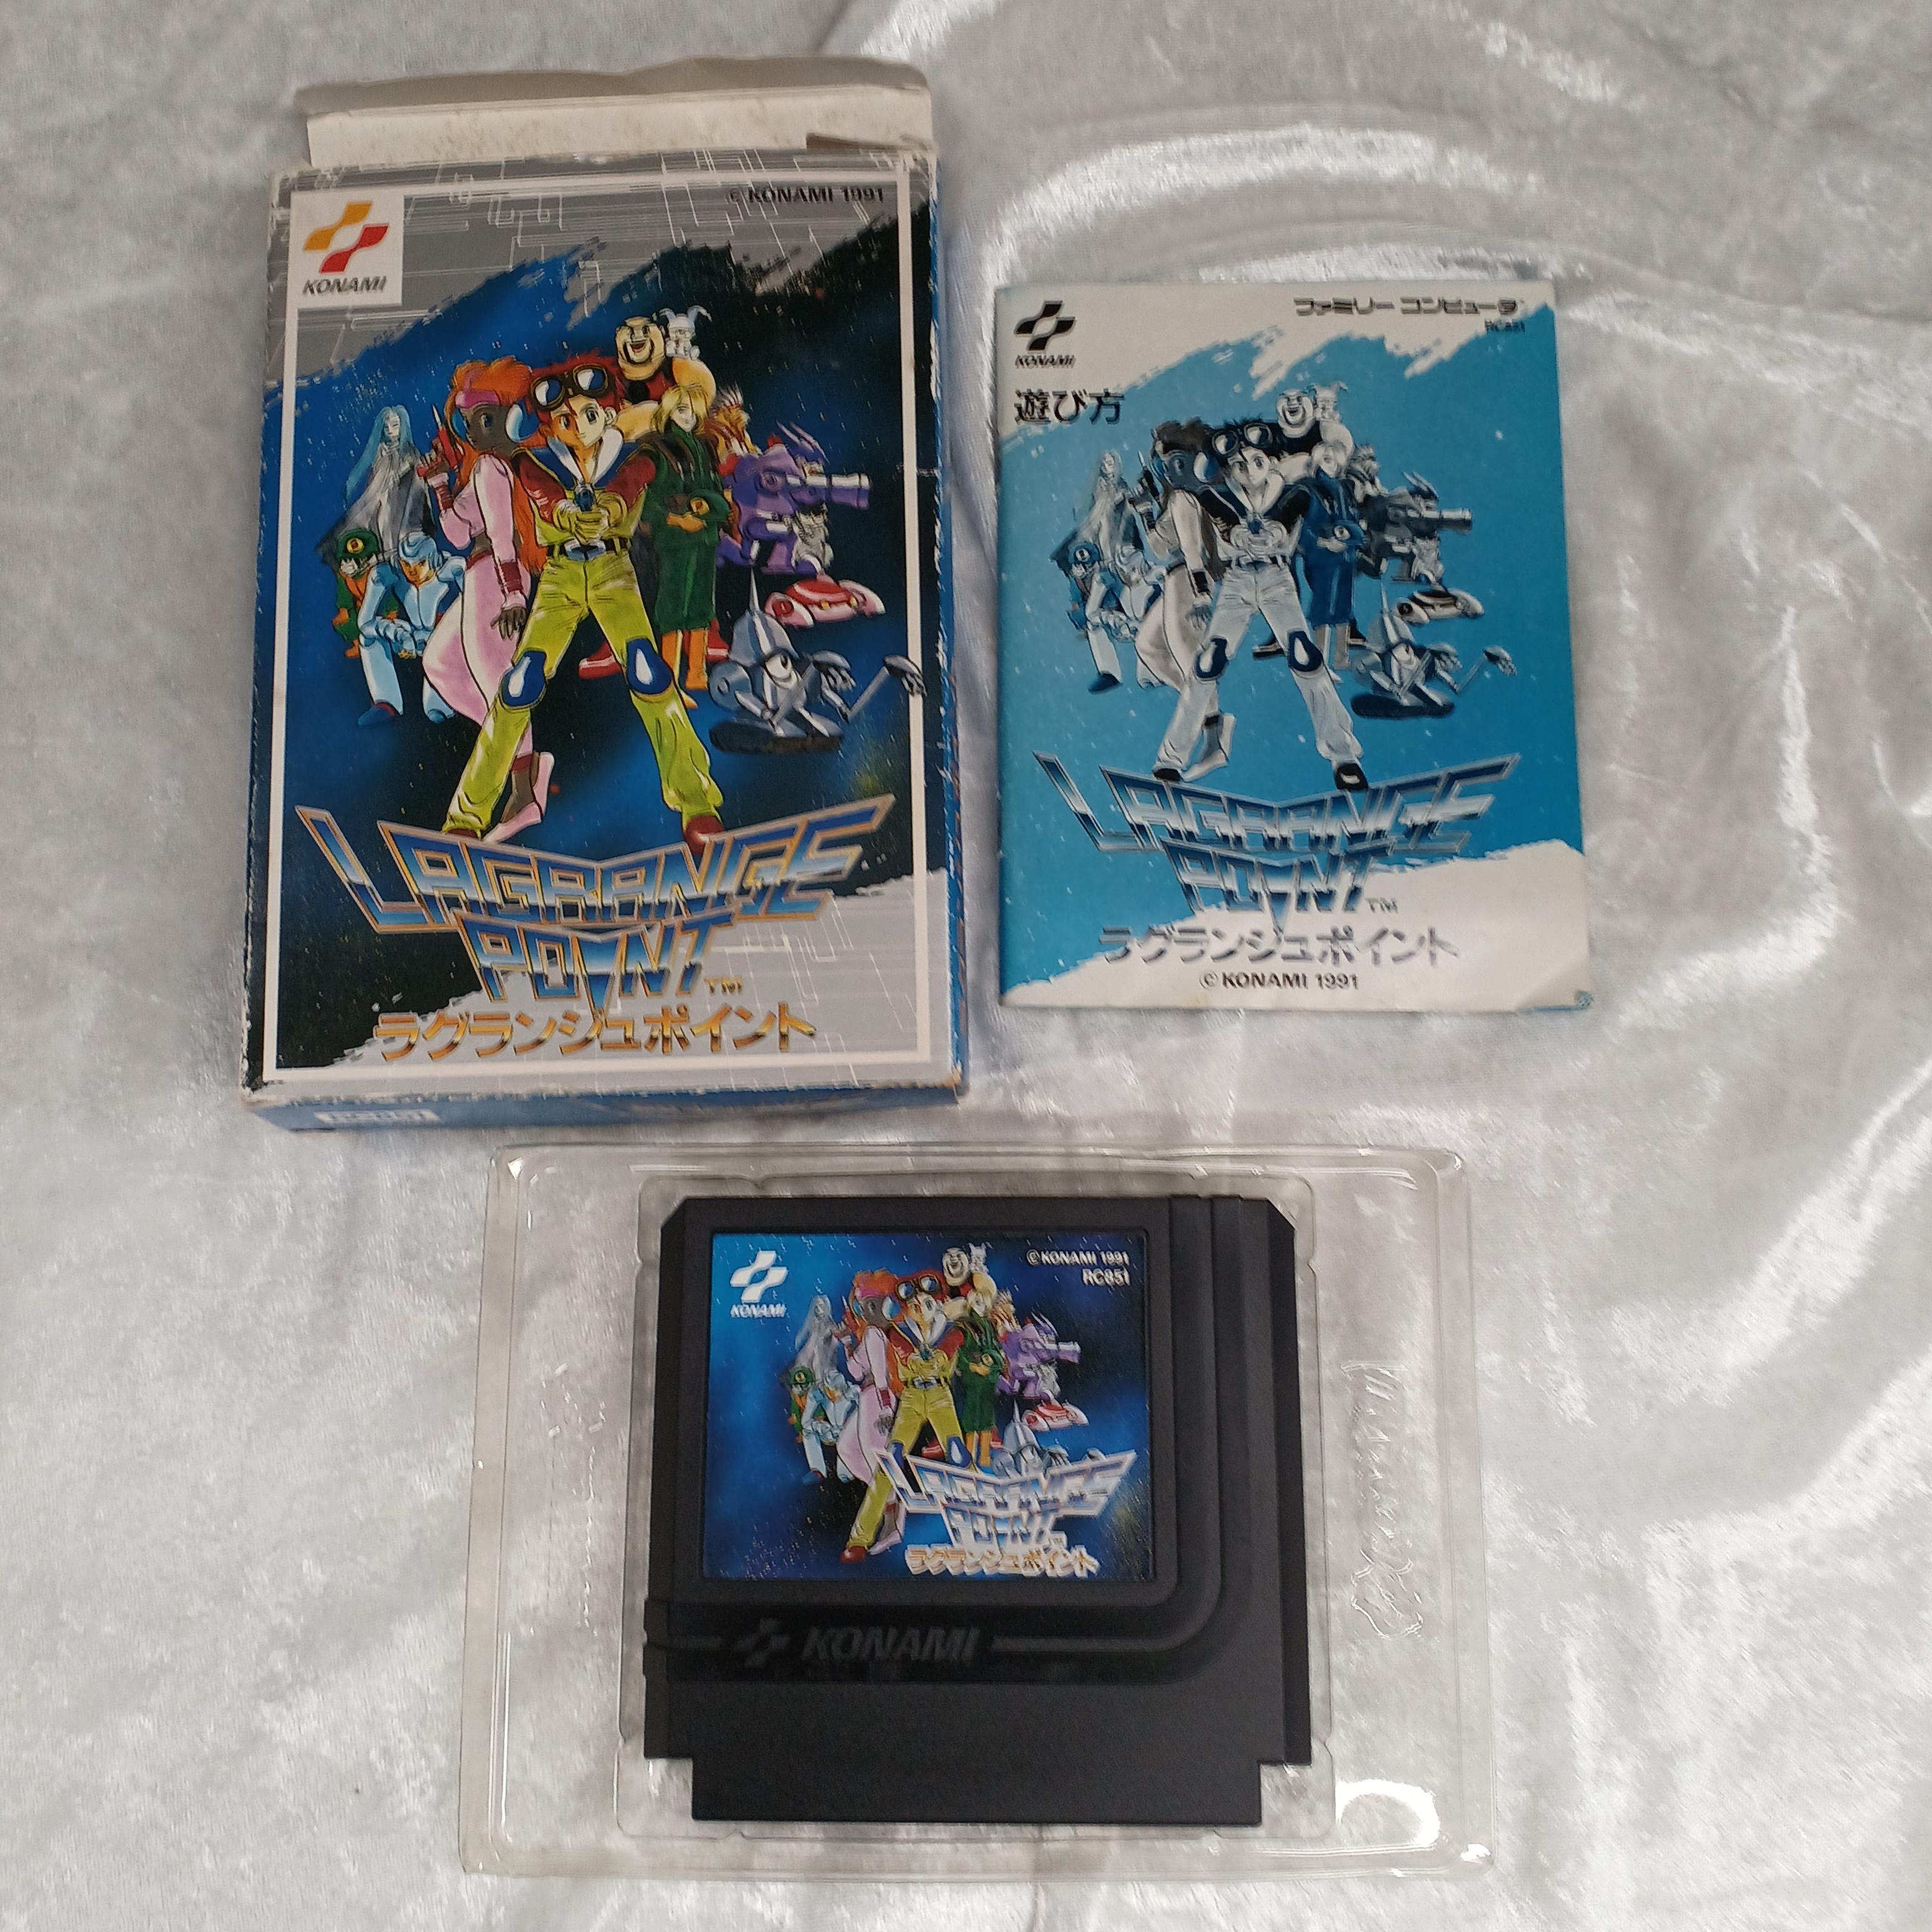 © KONAMI 1991
KONAMI
LAGRANGE
POINT TM
ラグランジュポイント
ファミリー コンピュータ
RC851
KONAMI
遊び方
LAGRANGE
POINT TM
ラグランジュポイント
© KONAMI 1991
© KONAMI 1991
RC851
KONAMI
LAGRANGE
POINT TM
ラグランジュポイント
KONAMI